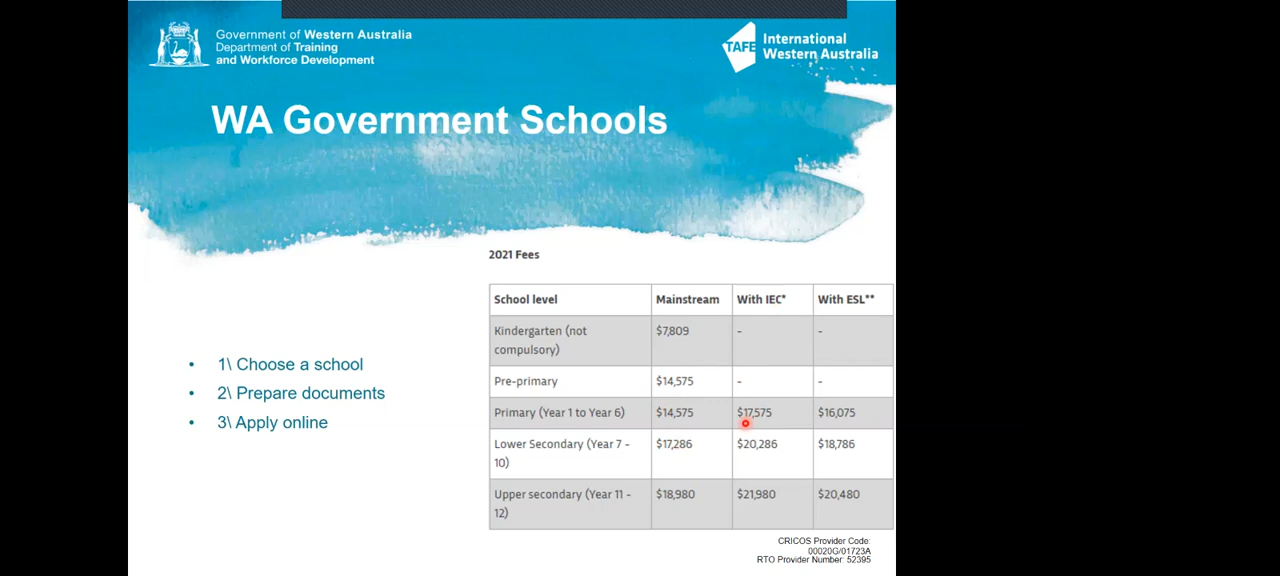 Government of Western Australia
Department of Training
and Workforce Development
TAFE
International
Western Australia
WA Government Schools
• 1\ Choose a school
• 2\ Prepare documents
• 3\ Apply online
2021 Fees
School level Mainstream With IEC* With ESL**
Kindergarten (not
compulsory) $7,809 - -
Pre-primary $14,575 - -
Primary (Year 1 to Year 6) $14,575 $17,575 $16,075
Lower Secondary (Year 7 -
10) $17,286 $20,286 $18,786
Upper secondary (Year 11 -
12) $18,980 $21,980 $20,480
CRICOS Provider Code:
00020G/01723A
RTO Provider Number: 52395